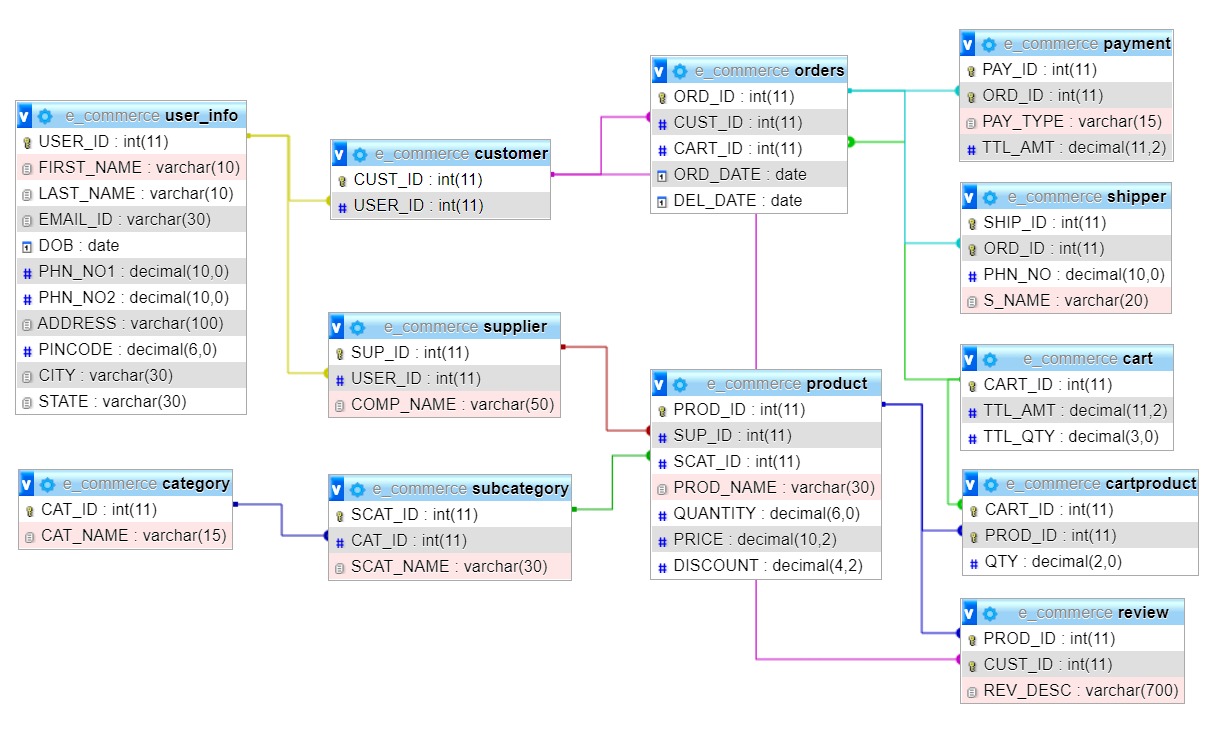 e_commerce user_info
USER_ID : int(11)
FIRST_NAME : varchar(10)
LAST_NAME : varchar(10)
EMAIL_ID : varchar(30)
DOB : date
PHN_NO1 : decimal(10,0)
PHN_NO2 : decimal(10,0)
ADDRESS : varchar(100)
PINCODE : decimal(6,0)
CITY : varchar(30)
STATE : varchar(30)
e_commerce category
CAT_ID : int(11)
CAT_NAME : varchar(15)
e_commerce customer
CUST_ID : int(11)
USER_ID : int(11)
e_commerce supplier
SUP_ID : int(11)
USER_ID : int(11)
COMP_NAME : varchar(50)
e_commerce subcategory
SCAT_ID : int(11)
CAT_ID : int(11)
SCAT_NAME : varchar(30)
e_commerce orders
ORD_ID : int(11)
CUST_ID : int(11)
CART_ID : int(11)
ORD_DATE : date
DEL_DATE : date
e_commerce product
PROD_ID : int(11)
SUP_ID : int(11)
SCAT_ID : int(11)
PROD_NAME : varchar(30)
QUANTITY : decimal(6,0)
PRICE : decimal(10,2)
DISCOUNT : decimal(4,2)
e_commerce payment
PAY_ID : int(11)
ORD_ID : int(11)
PAY_TYPE : varchar(15)
TTL_AMT : decimal(11,2)
e_commerce shipper
SHIP_ID : int(11)
ORD_ID : int(11)
PHN_NO : decimal(10,0)
S_NAME : varchar(20)
e_commerce cart
CART_ID : int(11)
TTL_AMT : decimal(11,2)
TTL_QTY : decimal(3,0)
e_commerce cartproduct
CART_ID : int(11)
PROD_ID : int(11)
QTY : decimal(2,0)
e_commerce review
PROD_ID : int(11)
CUST_ID : int(11)
REV_DESC : varchar(700)